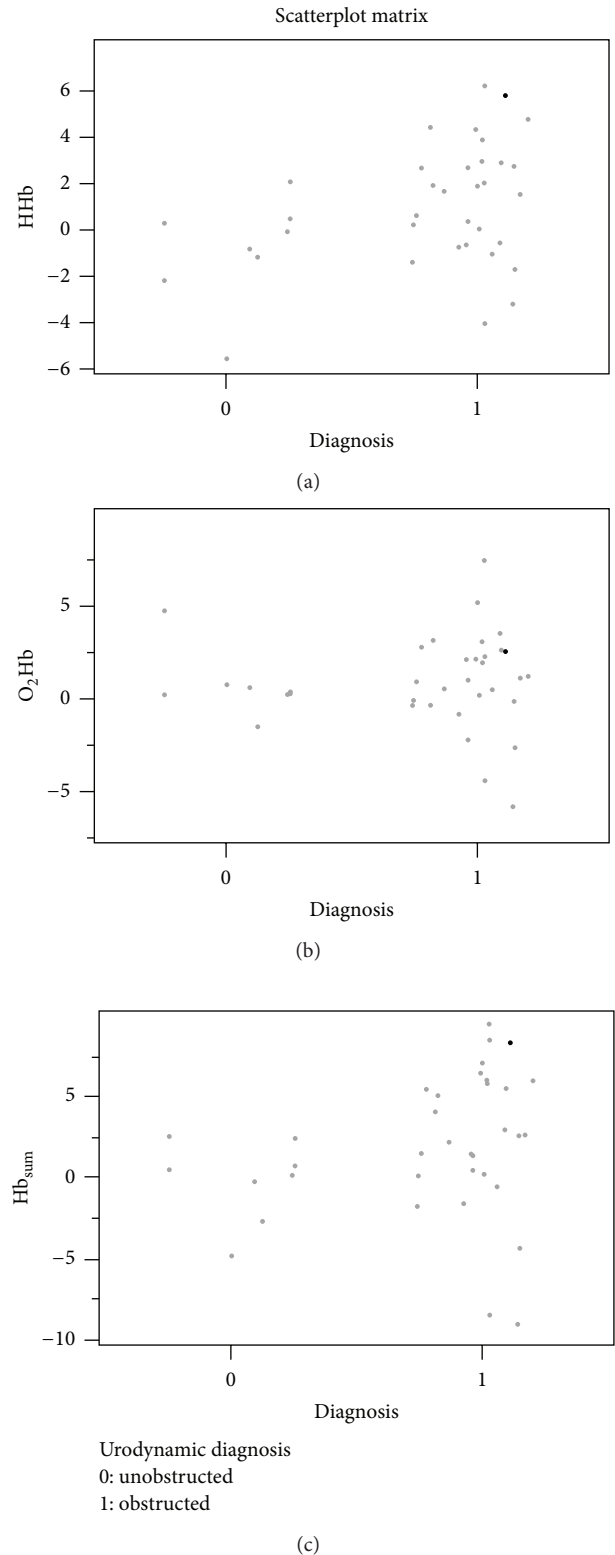 Scatterplot matrix
6
4
2
0
−2
−4
−6
HHb
0
1
Diagnosis
(a)
5
0
−5
O₂Hb
0
1
Diagnosis
(b)
5
0
−5
−10
Hbsum
0
1
Diagnosis
Urodynamic diagnosis
0: unobstructed
1: obstructed
(c)